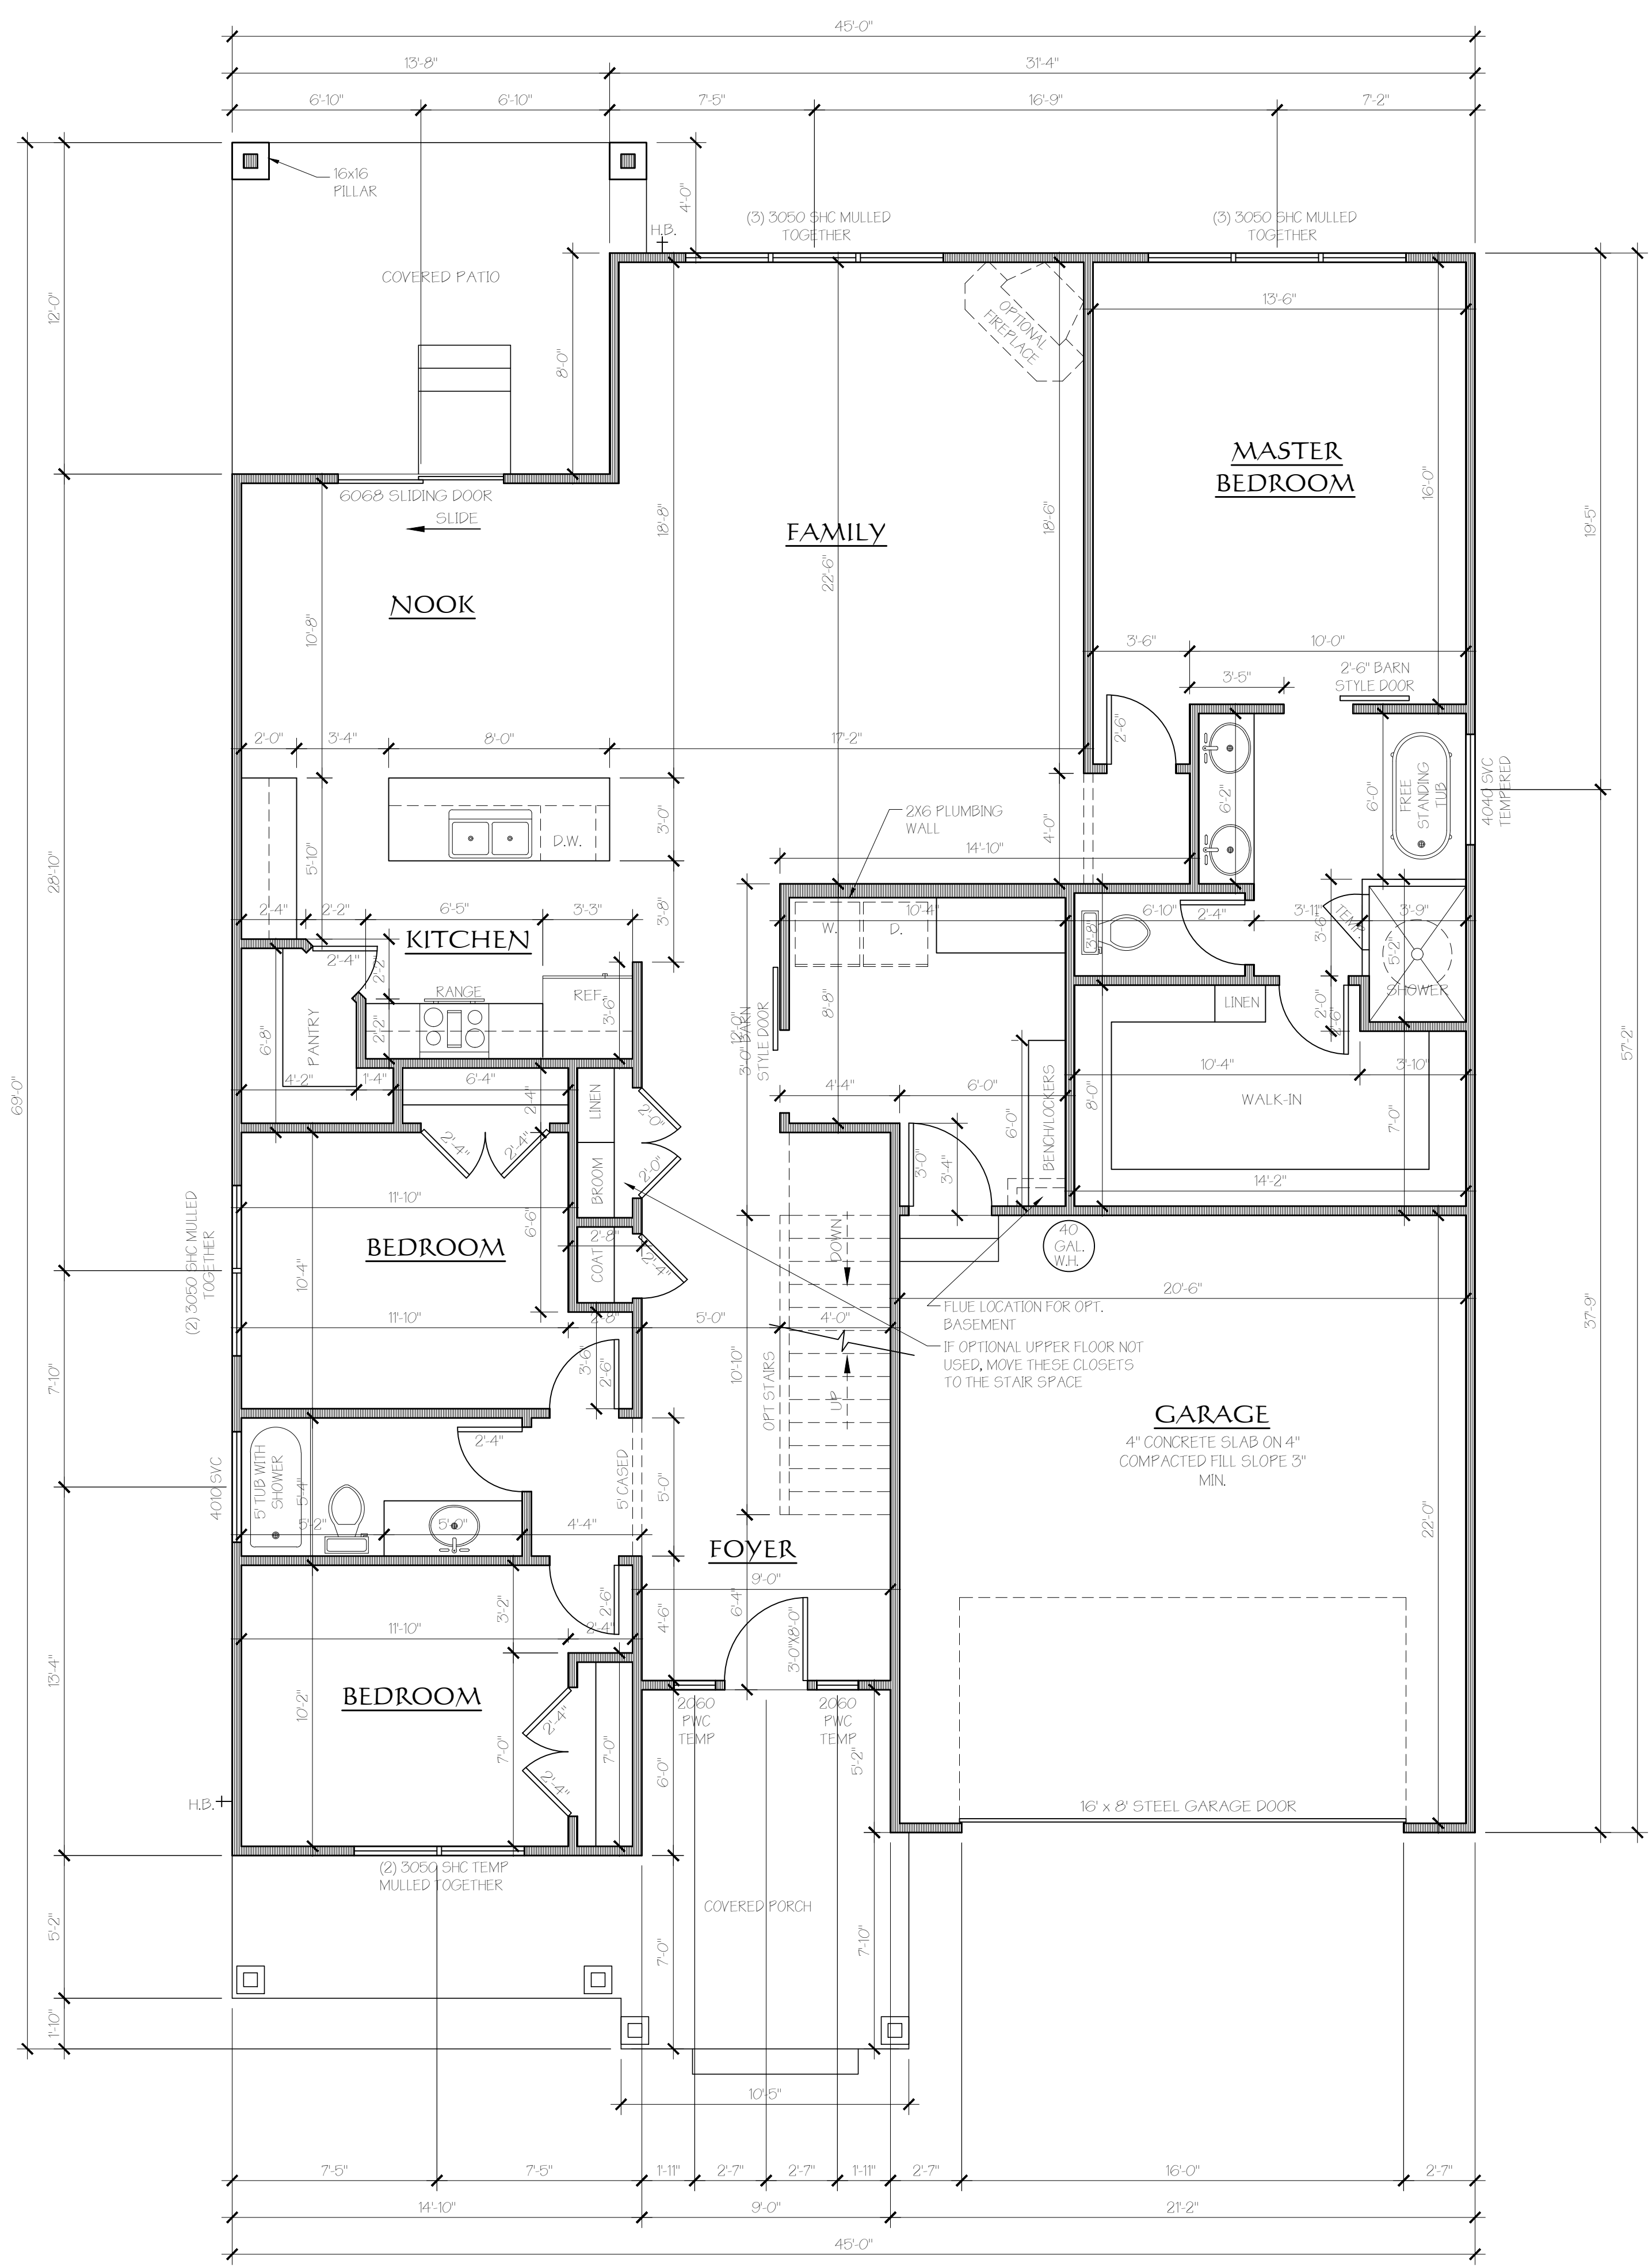 45'-0"
13'-8"
31'-4"
6'-10"
6'-10"
7'-5"
16'-9"
7'-2"
16x16
PILLAR
4'-0"
(3) 3050 SHC MULLED
TOGETHER
(3) 3050 SHC MULLED
TOGETHER
H.B.
COVERED PATIO
12'-0"
8'-0"
OPTIONAL
FIREPLACE
13'-6"
MASTER
BEDROOM
16'-0"
6068 SLIDING DOOR
SLIDE
18'-8"
FAMILY
22'-6"
18'-6"
19'-5"
NOOK
10'-8"
3'-6"
10'-0"
2'-6" BARN
STYLE DOOR
3'-5"
2'-6"
2'-0"
3'-4"
8'-0"
17'-2"
6'-2"
6'-0"
FREE
STANDING
TUB
4040 SVC
TEMPERED
28'-10"
5'-10"
D.W.
3'-0"
2X6 PLUMBING
WALL
4'-0"
14'-10"
2'-4"
2'-2"
6'-5"
3'-3"
3'-8"
KITCHEN
W.
10'-4"
D.
6'-10"
2'-4"
3'-11"
3'-9"
3'-8"
3'-6"
TEMP.
5'-2"
SHOWER
2'-4"
2'-2"
RANGE
REF.
3'-6"
2'-2"
6'-8"
PANTRY
12'-0"
3'-0" BARN
STYLE DOOR
8'-8"
LINEN
2'-0"
2'-6"
57'-2"
69'-0"
4'-2"
1'-4"
6'-4"
2'-4"
LINEN
2'-0"
4'-4"
6'-0"
6'-0"
BENCH/LOCKERS
8'-0"
10'-4"
3'-10"
WALK-IN
7'-0"
2'-4"
2'-4"
BROOM
2'-0"
3'-0"
3'-4"
14'-2"
(2) 3050 SHC MULLED
TOGETHER
11'-10"
6'-6"
BEDROOM
10'-4"
2'-8"
COAT
2'-4"
DOWN
40
GAL.
W.H.
20'-6"
FLUE LOCATION FOR OPT.
BASEMENT
IF OPTIONAL UPPER FLOOR NOT
USED, MOVE THESE CLOSETS
TO THE STAIR SPACE
11'-10"
2'-8"
5'-0"
4'-0"
37'-9"
7'-10"
3'-6"
2'-6"
10'-10"
OPT STAIRS
UP
GARAGE
4" CONCRETE SLAB ON 4"
COMPACTED FILL SLOPE 3"
MIN.
4010 SVC
5' TUB WITH
SHOWER
5'-4"
2'-4"
5' CASED
5'-0"
5'-2"
5'-0"
4'-4"
22'-0"
FOYER
9'-0"
3'-2"
2'-6"
4'-6"
6'-4"
3'-0"X8'-0"
11'-10"
2'-4"
13'-4"
10'-2"
BEDROOM
2'-4"
7'-0"
2'-4"
7'-0"
2060
PWC
TEMP
2060
PWC
TEMP
6'-0"
5'-2"
H.B.
16' x 8' STEEL GARAGE DOOR
(2) 3050 SHC TEMP
MULLED TOGETHER
COVERED PORCH
5'-2"
7'-0"
7'-10"
1'-10"
10'-5"
7'-5"
7'-5"
1'-11"
2'-7"
2'-7"
1'-11"
2'-7"
16'-0"
2'-7"
14'-10"
9'-0"
21'-2"
45'-0"